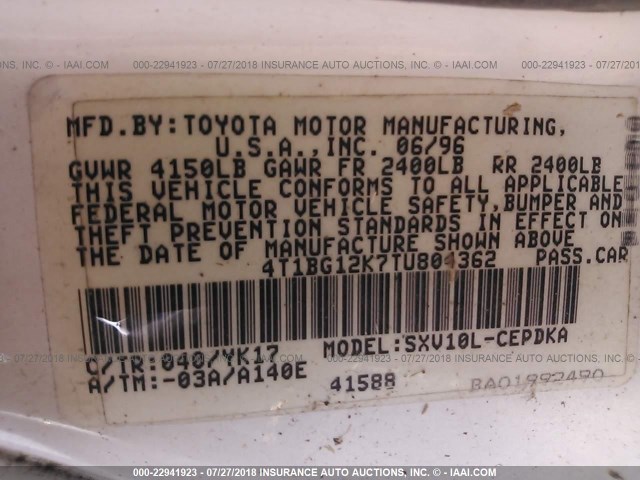 000-22941923 / 07/27/2018 INSURANCE AUTO AUCTIONS, INC. - IAAI.COM
MFD.BY:TOYOTA MOTOR MANUFACTURING,
U.S.A.,INC. 06/96
GVWR 4150LB GAWR FR 2400LB RR 2400LB
THIS VEHICLE CONFORMS TO ALL APPLICABLE
FEDERAL MOTOR VEHICLE SAFETY,BUMPER AND
THEFT PREVENTION STANDARDS IN EFFECT ON
THE DATE OF MANUFACTURE SHOWN ABOVE
4T1BG12K7TU804362 PASS.CAR
MODEL:SXV10L-CEPDKA
C/TR:040/YK17
A/TM:-03A/A140E 41588
000-22941923 / 07/27/2018 INSURANCE AUTO AUCTIONS, INC. - IAAI.COM